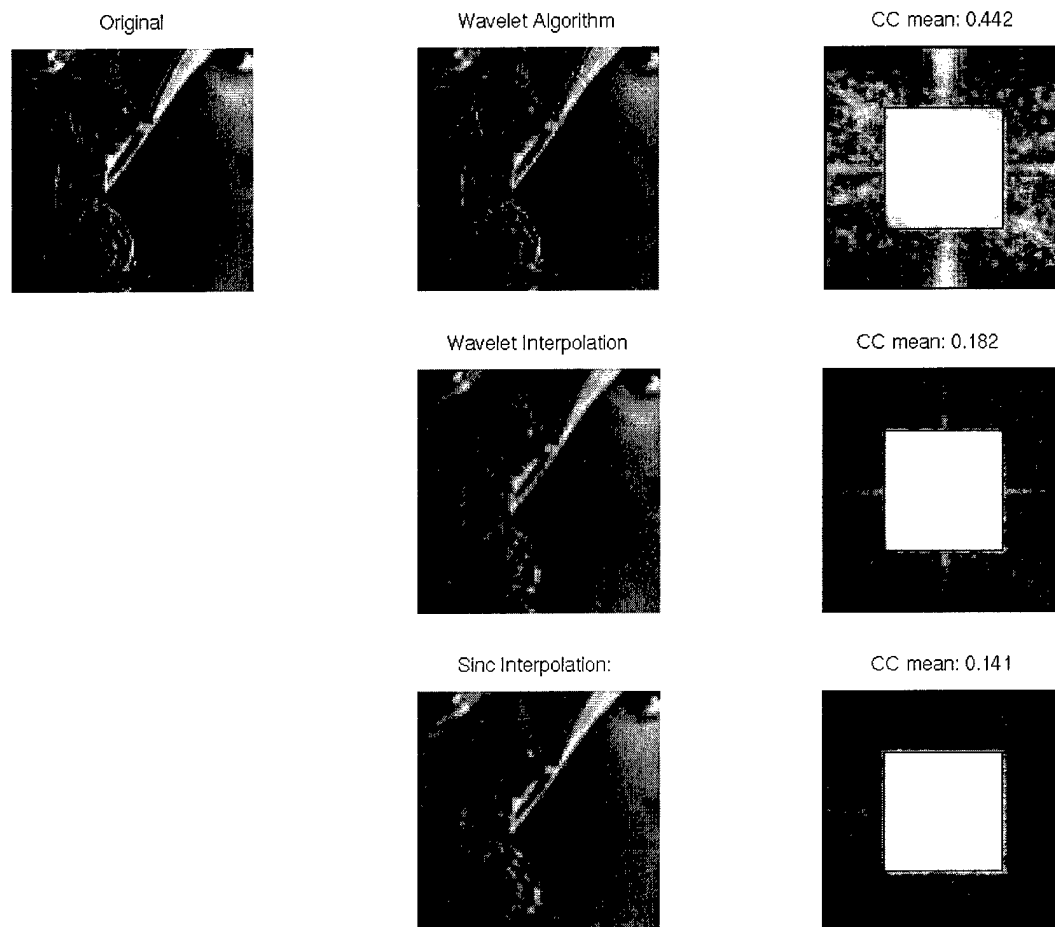 Original
Wavelet Algorithm
CC mean: 0.442
Wavelet Interpolation
CC mean: 0.182
Sinc Interpolation:
CC mean: 0.141